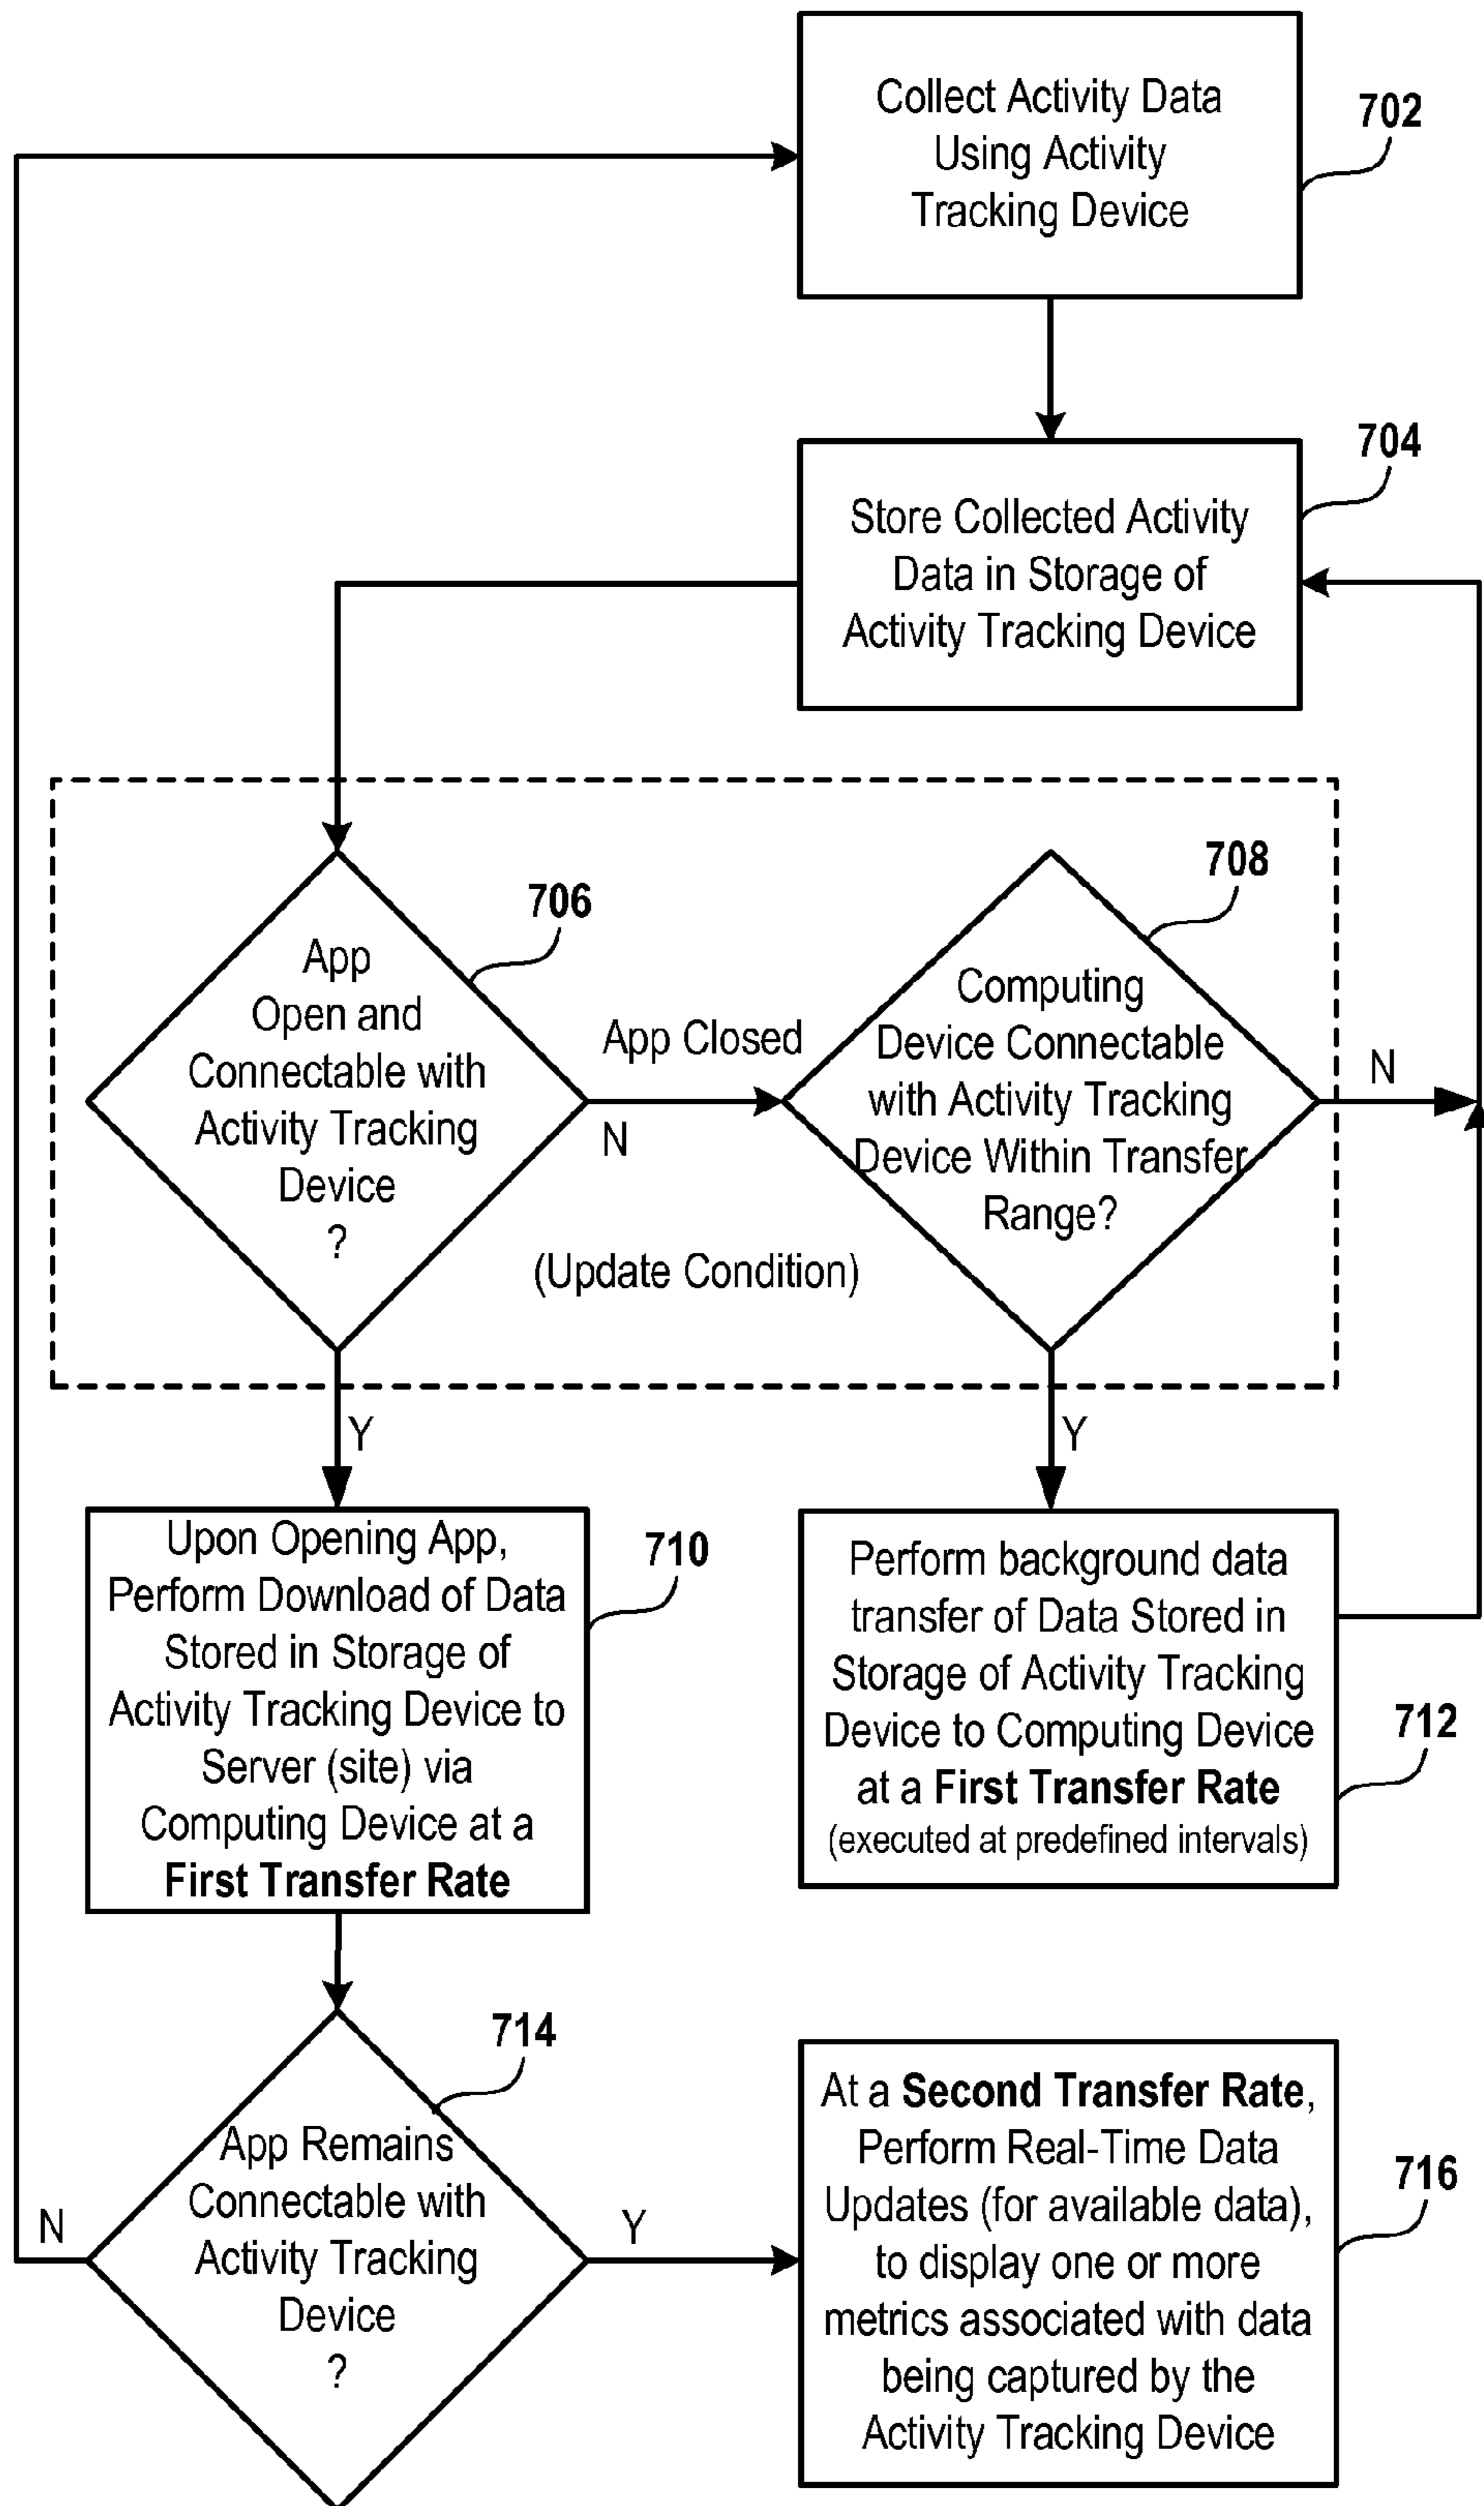 Collect Activity Data
Using Activity
Tracking Device
702
Store Collected Activity
Data in Storage of
Activity Tracking Device
704
App
Open and
Connectable with
Activity Tracking
Device
?
706
App Closed
N
Computing
Device Connectable
with Activity Tracking
Device Within Transfer
Range?
708
N
(Update Condition)
Y
Y
Upon Opening App,
Perform Download of Data
Stored in Storage of
Activity Tracking Device to
Server (site) via
Computing Device at a
First Transfer Rate
710
Perform background data
transfer of Data Stored in
Storage of Activity Tracking
Device to Computing Device
at a First Transfer Rate
(executed at predefined intervals)
712
App Remains
Connectable with
Activity Tracking
Device
?
714
N
Y
At a Second Transfer Rate,
Perform Real-Time Data
Updates (for available data),
to display one or more
metrics associated with data
being captured by the
Activity Tracking Device
716